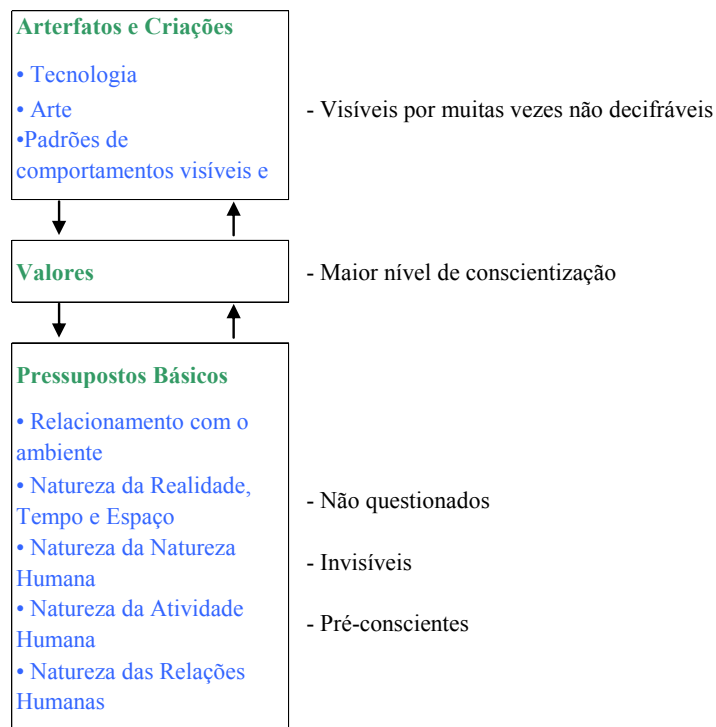 Arterfatos e Criações
• Tecnologia
• Arte
•Padrões de
comportamentos visíveis e
- Visíveis por muitas vezes não decifráveis
Valores
- Maior nível de conscientização
Pressupostos Básicos
• Relacionamento com o
ambiente
• Natureza da Realidade,
Tempo e Espaço
• Natureza da Natureza
Humana
• Natureza da Atividade
Humana
• Natureza das Relações
Humanas
- Não questionados
- Invisíveis
- Pré-conscientes